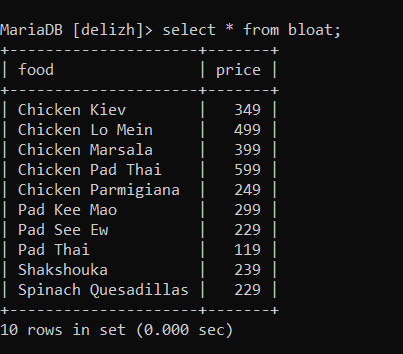 MariaDB [delizh]> select * from bloat;
+--------------------+-------+
| food               | price |
+--------------------+-------+
| Chicken Kiev       |   349 |
| Chicken Lo Mein    |   499 |
| Chicken Marsala    |   399 |
| Chicken Pad Thai   |   599 |
| Chicken Parmigiana |   249 |
| Pad Kee Mao        |   299 |
| Pad See Ew         |   229 |
| Pad Thai           |   119 |
| Shakshouka         |   239 |
| Spinach Quesadillas |   229 |
+--------------------+-------+
10 rows in set (0.000 sec)